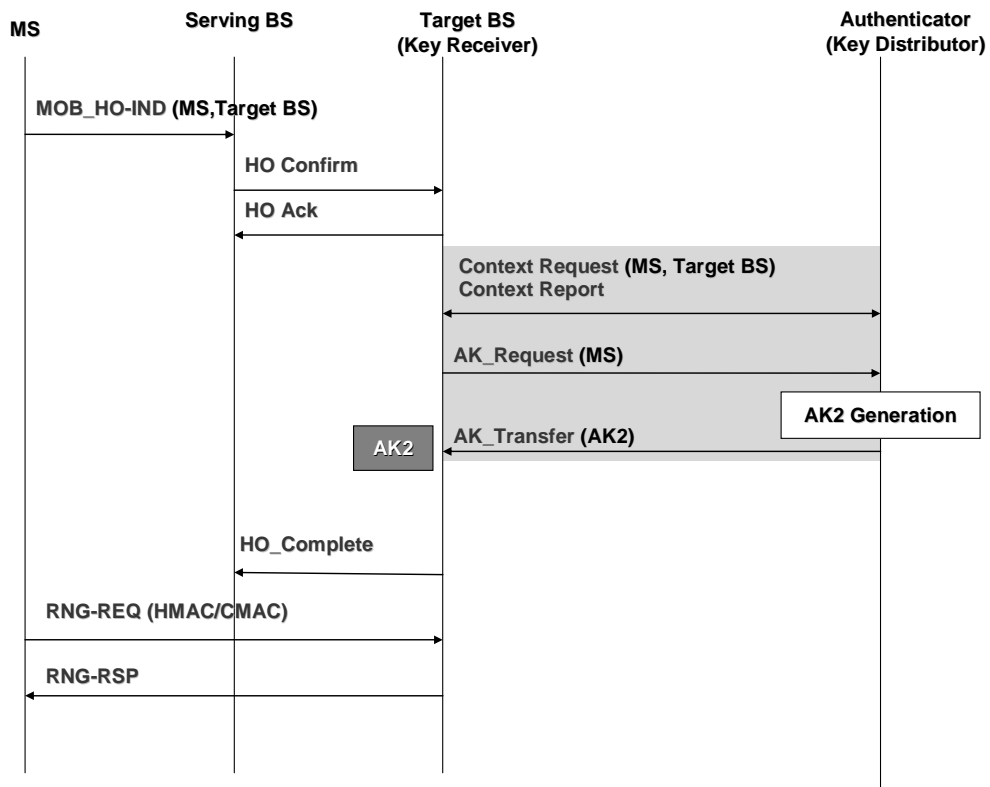 MS
Serving BS
Target BS
(Key Receiver)
Authenticator
(Key Distributor)
MOB_HO-IND (MS,Target BS)
HO Confirm
HO Ack
Context Request (MS, Target BS)
Context Report
AK_Request (MS)
AK2 Generation
AK_Transfer (AK2)
AK2
HO_Complete
RNG-REQ (HMAC/CMAC)
RNG-RSP